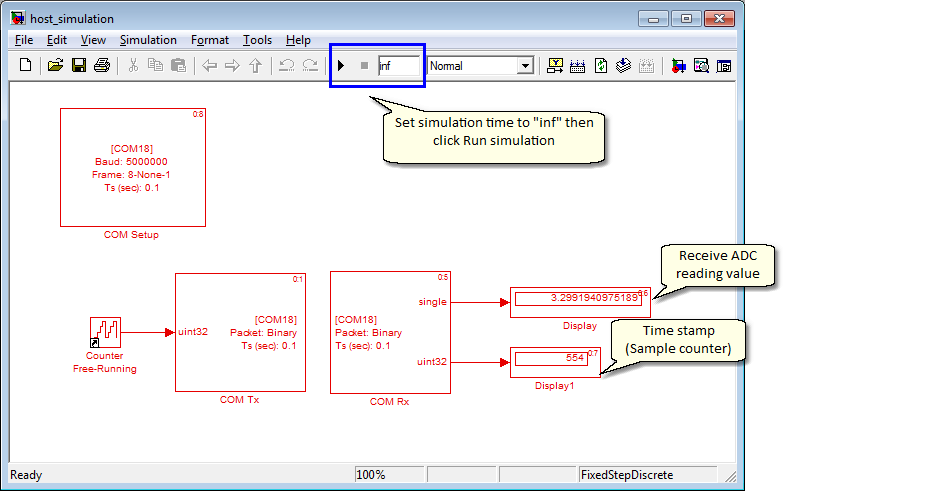 host_simulation
File Edit View Simulation Format Tools Help
inf Normal
Set simulation time to "inf" then
click Run simulation
0:8
[COM18]
Baud: 5000000
Frame: 8-None-1
Ts (sec): 0.1
COM Setup
Receive ADC
reading value
Counter
Free-Running
0:1
uint32
[COM18]
Packet: Binary
Ts (sec): 0.1
COM Tx
0:5
single
[COM18]
Packet: Binary
Ts (sec): 0.1
uint32
COM Rx
3.2991940975189
0:6
Display
Time stamp
(Sample counter)
554
0:7
Display1
Ready 100% FixedStepDiscrete